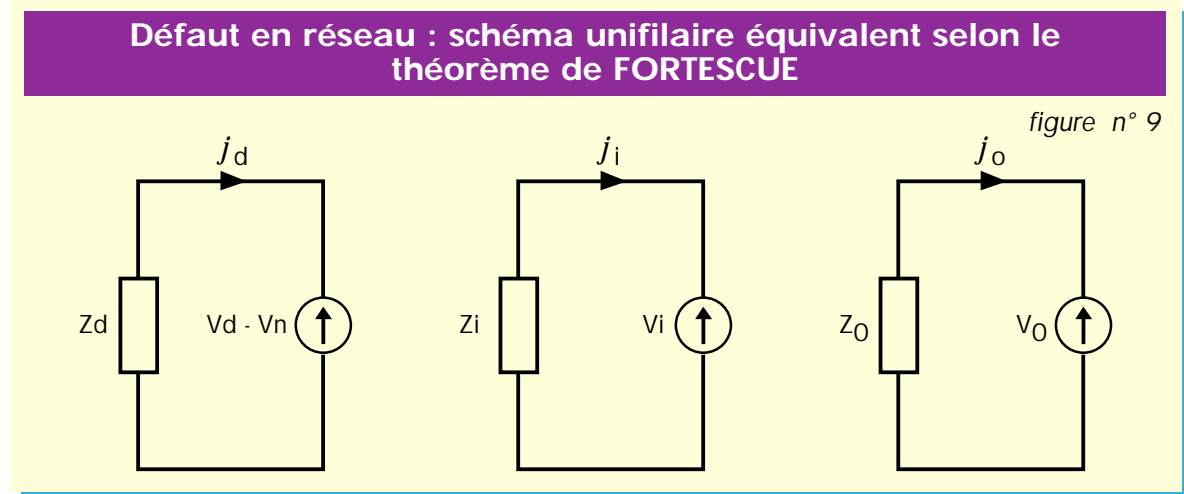 Défaut en réseau : schéma unifilaire équivalent selon le
théorème de FORTESCUE
figure n° 9
jd
ji
jo
Zd
Vd - Vn
Zi
Vi
Z0
V0